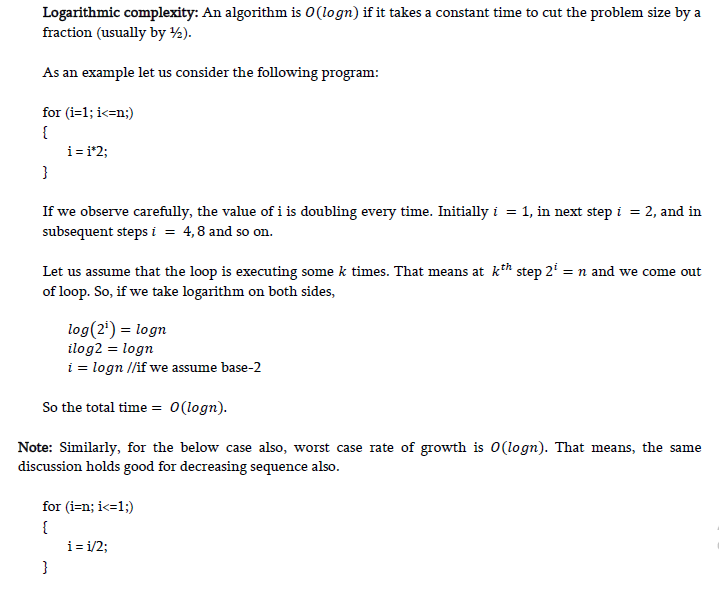 Logarithmic complexity: An algorithm is O(logn) if it takes a constant time to cut the problem size by a
fraction (usually by ½).
As an example let us consider the following program:
for (i=1; i<=n;)
{
i = i*2;
}
If we observe carefully, the value of i is doubling every time. Initially i = 1, in next step i = 2, and in
subsequent steps i = 4, 8 and so on.
Let us assume that the loop is executing some k times. That means at kᵗʰ step 2ⁱ = n and we come out
of loop. So, if we take logarithm on both sides,
log(2ⁱ) = logn
ilog2 = logn
i = logn //if we assume base-2
So the total time = O(logn).
Note: Similarly, for the below case also, worst case rate of growth is O(logn). That means, the same
discussion holds good for decreasing sequence also.
for (i=n; i<=1;)
{
i = i/2;
}